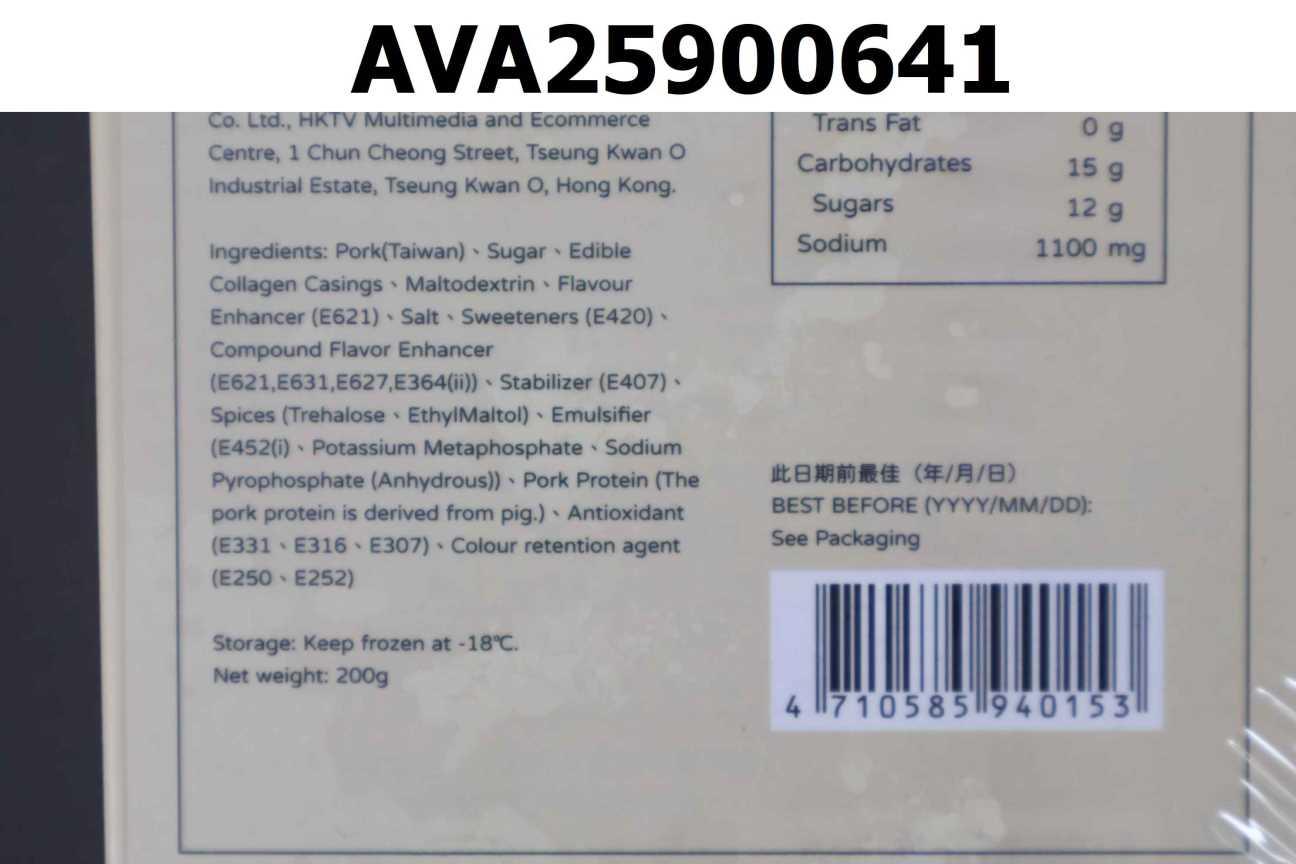 AVA25900641
Co. Ltd., HKTV Multimedia and Ecommerce
Centre, 1 Chun Cheong Street, Tseung Kwan O
Industrial Estate, Tseung Kwan O, Hong Kong.
Ingredients: Pork(Taiwan)、Sugar、Edible
Collagen Casings、Maltodextrin、Flavour
Enhancer (E621)、Salt、Sweeteners (E420)、
Compound Flavor Enhancer
(E621,E631,E627,E364(ii))、Stabilizer (E407)、
Spices (Trehalose、EthylMaltol)、Emulsifier
(E452(i)、Potassium Metaphosphate、Sodium
Pyrophosphate (Anhydrous))、Pork Protein (The
pork protein is derived from pig.)、Antioxidant
(E331、E316、E307)、Colour retention agent
(E250、E252)
Storage: Keep frozen at -18℃.
Net weight: 200g
Trans Fat 0 g
Carbohydrates 15 g
Sugars 12 g
Sodium 1100 mg
此日期前最佳（年/月/日）
BEST BEFORE (YYYY/MM/DD):
See Packaging
4 710585 940153